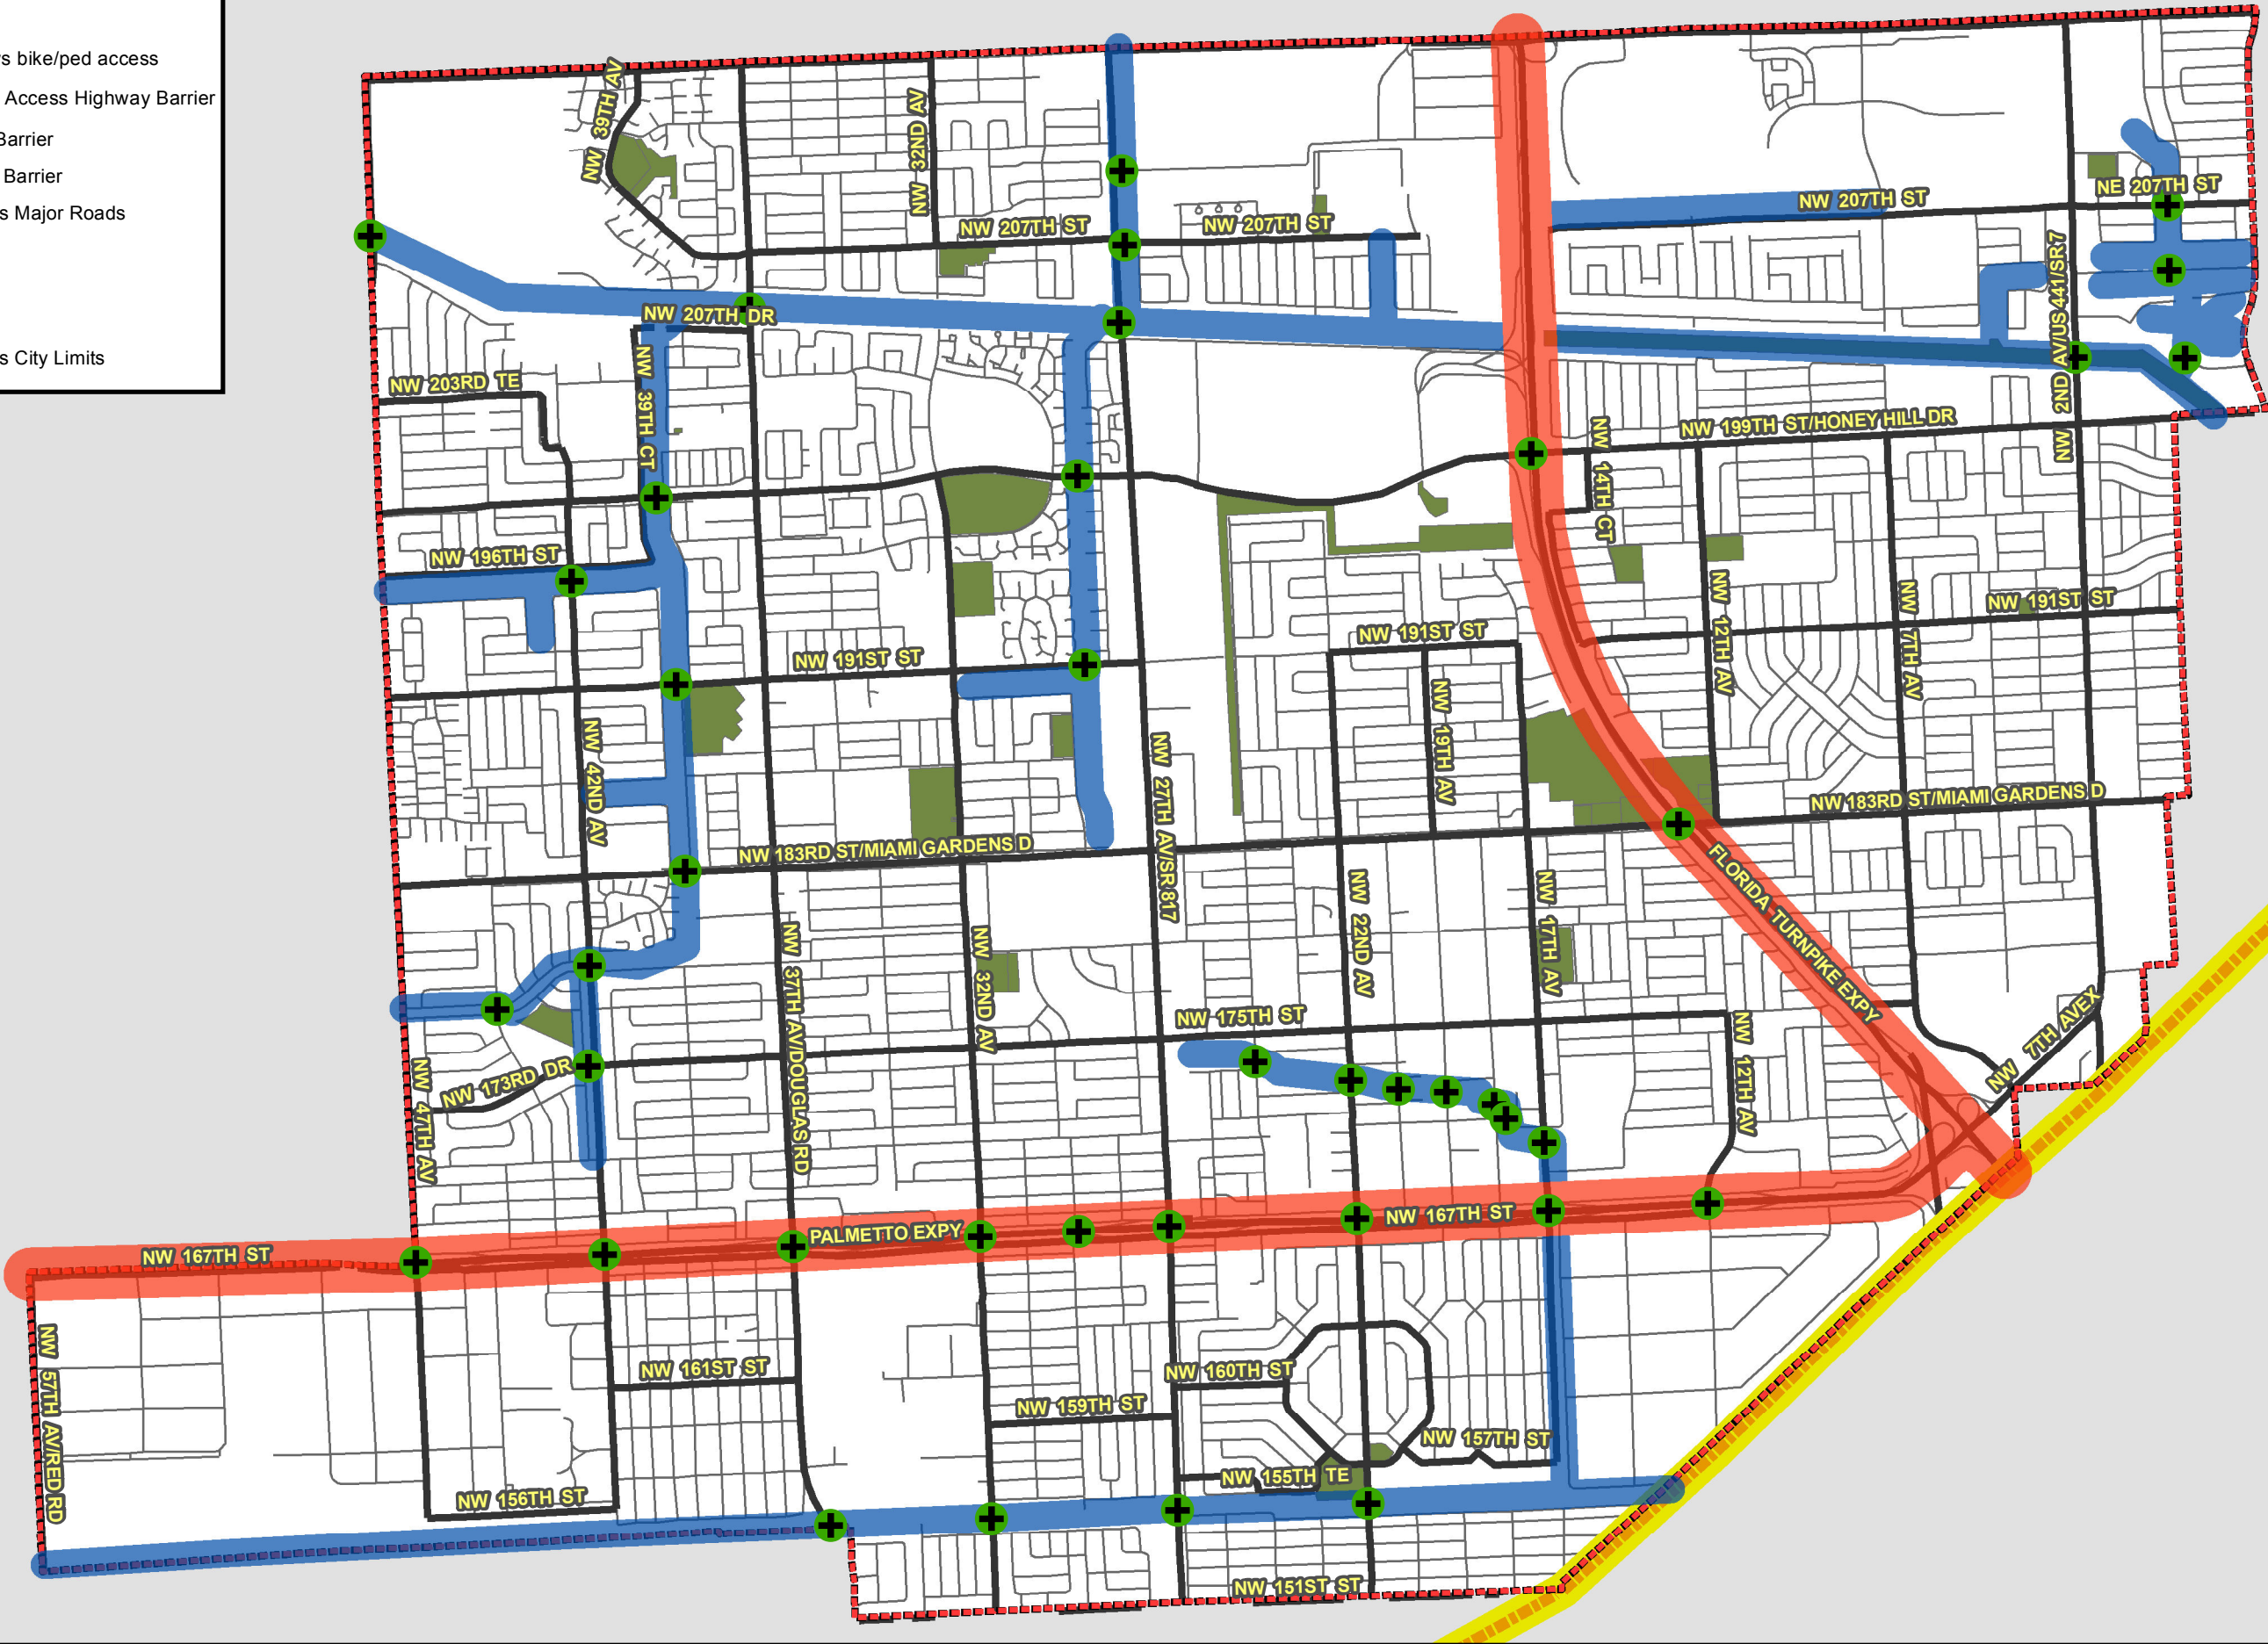 s bike/ped access
Access Highway Barrier
Barrier
Barrier
s Major Roads
s City Limits
NW 39TH AV
NW 32ND AV
NW 207TH ST
NW 207TH ST
NW 207TH ST
NE 207TH ST
NW 207TH DR
NW 2ND AV/US 441/SR 7
NW 203RD TE
NW 39TH CT
NW 199TH ST/HONEY HILL DR
NW 14TH CT
NW 196TH ST
NW 191ST ST
NW 191ST ST
NW 191ST ST
NW 12TH AV
NW 7TH AV
NW 19TH AV
NW 42ND AV
NW 27TH AV/SR 817
NW 183RD ST/MIAMI GARDENS D
NW 183RD ST/MIAMI GARDENS D
FLORIDA TURNPIKE EXPY
NW 22ND AV
NW 17TH AV
NW 37TH AV/DOUGLAS RD
NW 32ND AV
NW 175TH ST
NW 12TH AV
NW 7TH AVEX
NW 173RD DR
NW 47TH AV
NW 167TH ST
PALMETTO EXPY
NW 167TH ST
NW 57TH AV/RED RD
NW 161ST ST
NW 160TH ST
NW 159TH ST
NW 157TH ST
NW 155TH TE
NW 156TH ST
NW 151ST ST